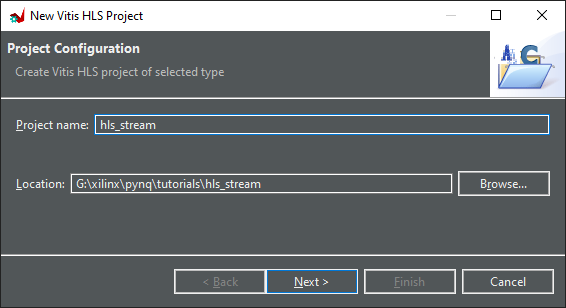 New Vitis HLS Project
Project Configuration
Create Vitis HLS project of selected type
Project name: hls_stream
Location: G:\xilinx\pynq\tutorials\hls_stream Browse...
< Back Next > Finish Cancel